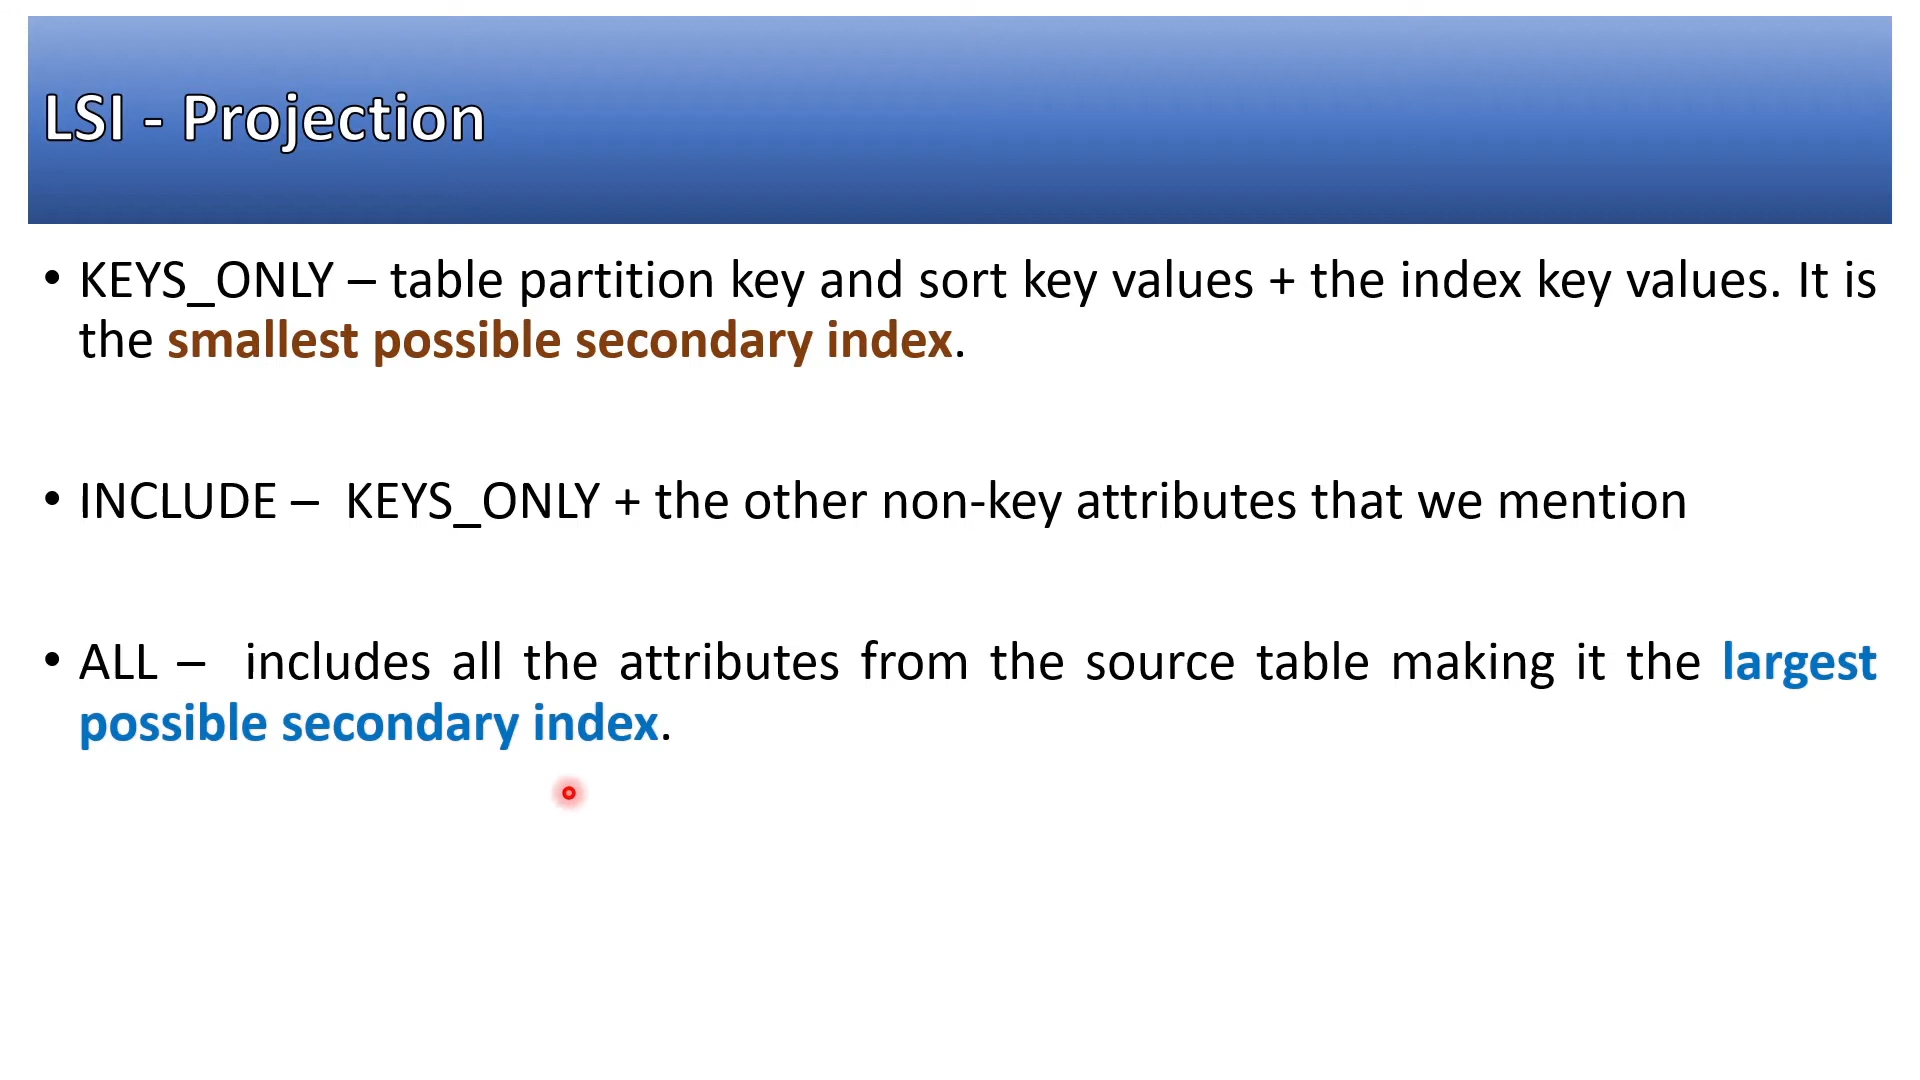 LSI - Projection
• KEYS_ONLY – table partition key and sort key values + the index key values. It is
the smallest possible secondary index.
• INCLUDE – KEYS_ONLY + the other non-key attributes that we mention
• ALL – includes all the attributes from the source table making it the largest
possible secondary index.